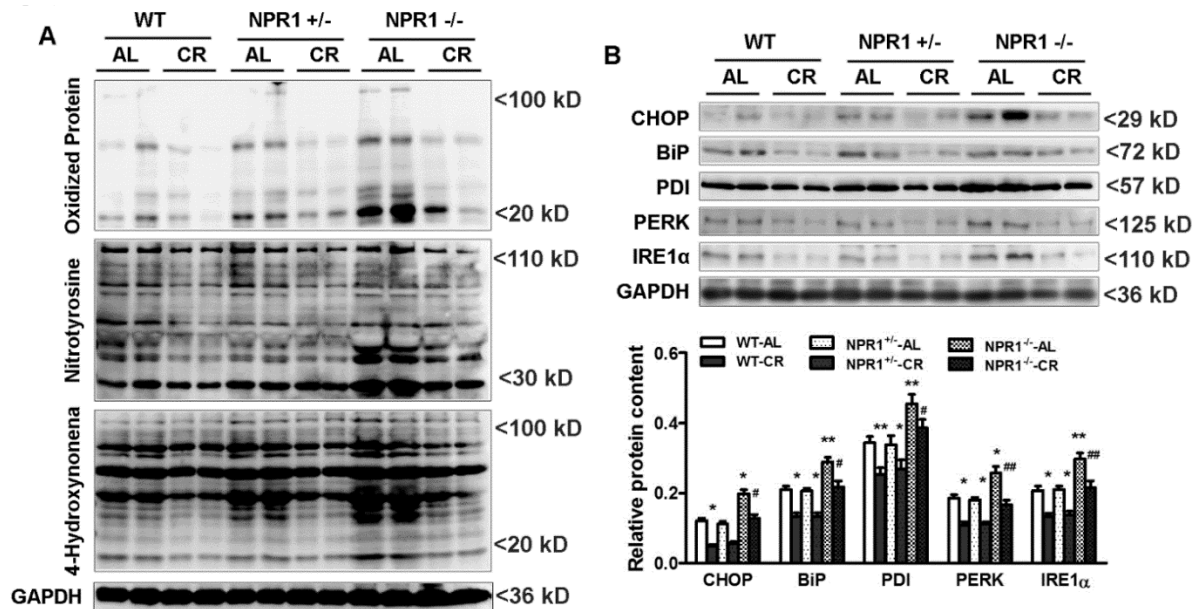 A
WT NPR1 +/- NPR1 -/-
AL CR AL CR AL CR
Oxidized Protein
<100 kD
<20 kD
Nitrotyrosine
<110 kD
<30 kD
4-Hydroxynonena
<100 kD
<20 kD
GAPDH <36 kD
B
WT NPR1 +/- NPR1 -/-
AL CR AL CR AL CR
CHOP <29 kD
BiP <72 kD
PDI <57 kD
PERK <125 kD
IRE1α <110 kD
GAPDH <36 kD
Relative protein content
0.6
0.4
0.2
0.0
WT-AL NPR1+/--AL NPR1-/--AL
WT-CR NPR1+/--CR NPR1-/--CR
* * #
* * ** #
** * ** #
* * * ##
* * ** ##
CHOP BiP PDI PERK IRE1α